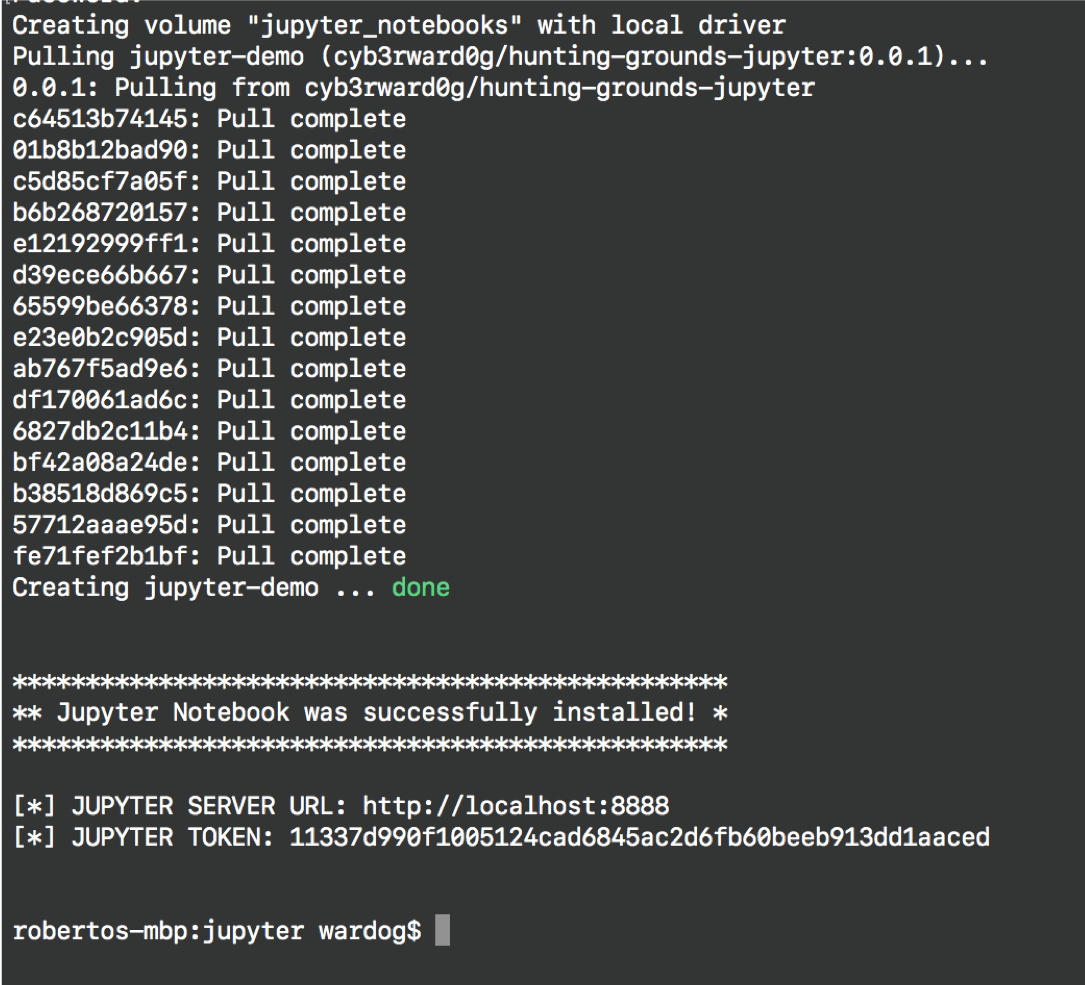 Creating volume "jupyter_notebooks" with local driver
Pulling jupyter-demo (cyb3rward0g/hunting-grounds-jupyter:0.0.1)...
0.0.1: Pulling from cyb3rward0g/hunting-grounds-jupyter
c64513b74145: Pull complete
01b8b12bad90: Pull complete
c5d85cf7a05f: Pull complete
b6b268720157: Pull complete
e12192999ff1: Pull complete
d39ece66b667: Pull complete
65599be66378: Pull complete
e23e0b2c905d: Pull complete
ab767f5ad9e6: Pull complete
df170061ad6c: Pull complete
6827db2c11b4: Pull complete
bf42a08a24de: Pull complete
b38518d869c5: Pull complete
57712aaae95d: Pull complete
fe71fef2b1bf: Pull complete
Creating jupyter-demo ... done
*************************************************
** Jupyter Notebook was successfully installed! *
*************************************************
[*] JUPYTER SERVER URL: http://localhost:8888
[*] JUPYTER TOKEN: 11337d990f1005124cad6845ac2d6fb60beeb913dd1aaced
robertos-mbp:jupyter wardog$